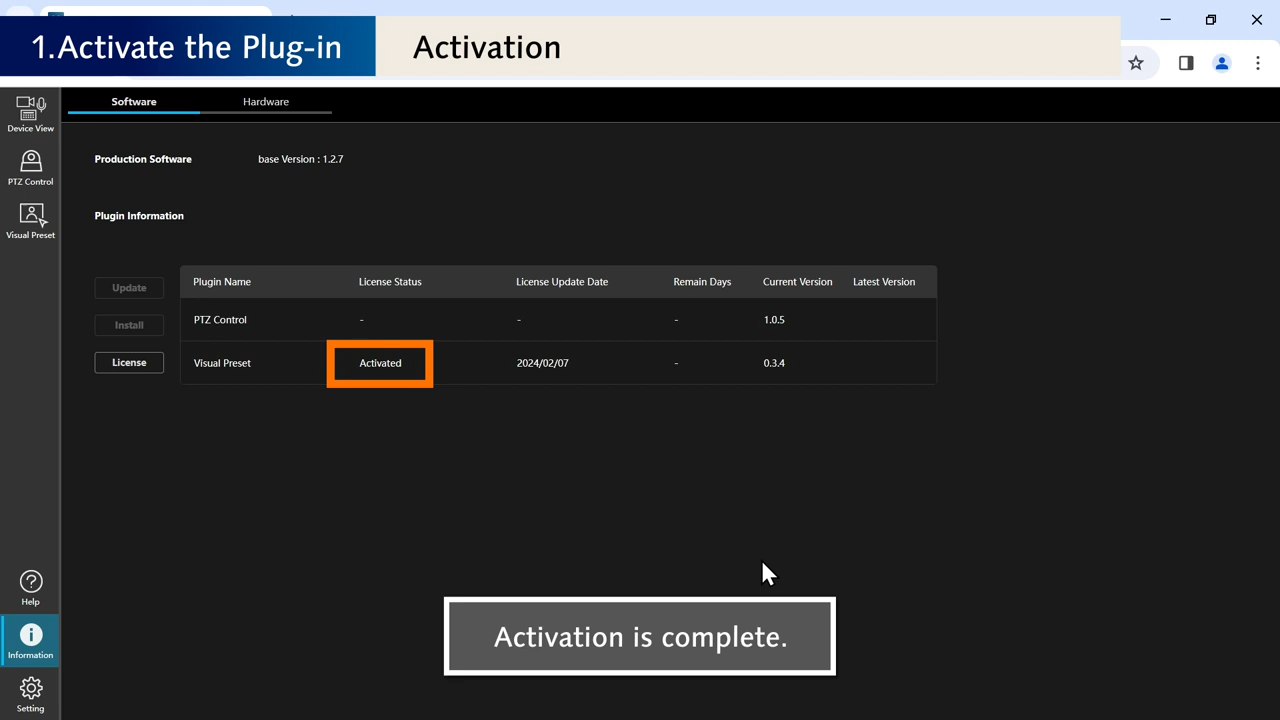 1.Activate the Plug-in
Activation
Software
Hardware
Device View
PTZ Control
Visual Preset
Production Software
base Version : 1.2.7
Plugin Information
Update
Install
License
Plugin Name
License Status
License Update Date
Remain Days
Current Version
Latest Version
PTZ Control
-
-
-
1.0.5
Visual Preset
Activated
2024/02/07
-
0.3.4
Help
Information
Setting
Activation is complete.